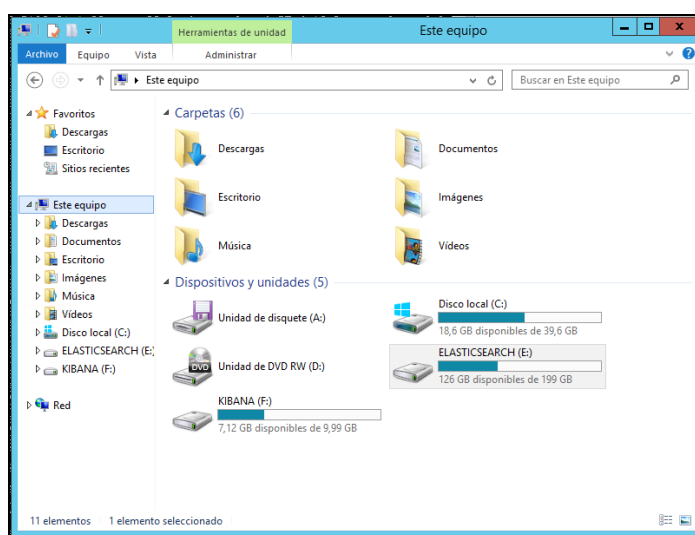 Herramientas de unidad
Este equipo
Archivo
Equipo
Vista
Administrar
Este equipo
Buscar en Este equipo
Favoritos
Descargas
Escritorio
Sitios recientes
Este equipo
Descargas
Documentos
Escritorio
Imágenes
Música
Vídeos
Disco local (C:)
ELASTICSEARCH (E:)
KIBANA (F:)
Red
Carpetas (6)
Descargas
Documentos
Escritorio
Imágenes
Música
Vídeos
Dispositivos y unidades (5)
Unidad de disquete (A:)
Disco local (C:)
18,6 GB disponibles de 39,6 GB
DVD
Unidad de DVD RW (D:)
ELASTICSEARCH (E:)
126 GB disponibles de 199 GB
KIBANA (F:)
7,12 GB disponibles de 9,99 GB
11 elementos
1 elemento seleccionado